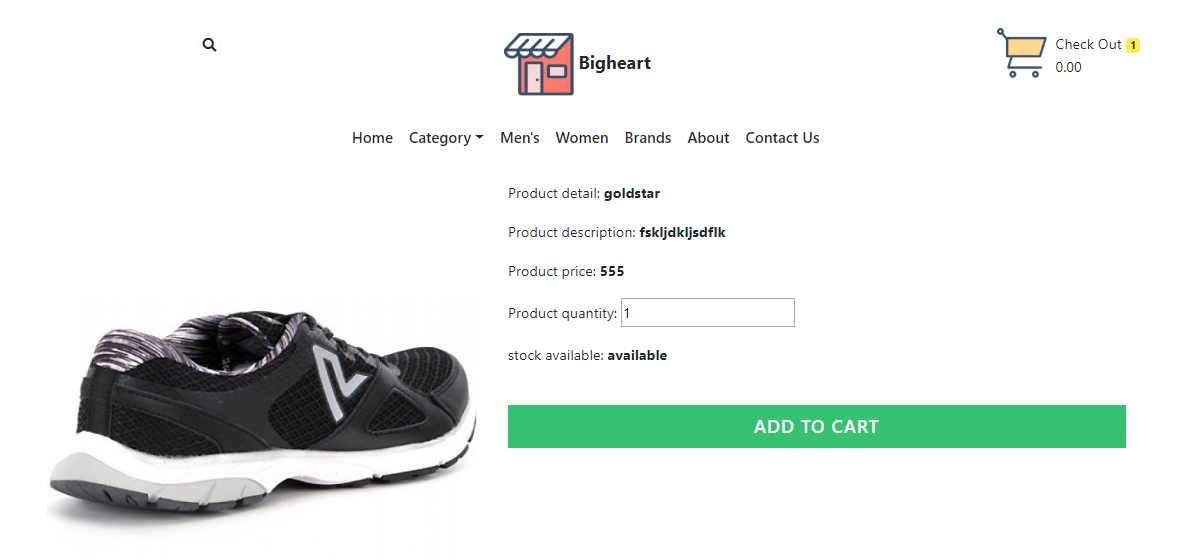 Bigheart
Check Out 1
0.00
Home Category Men's Women Brands About Contact Us
Product detail: goldstar
Product description: fskljdkljsdflk
Product price: 555
Product quantity: 1
stock available: available
ADD TO CART